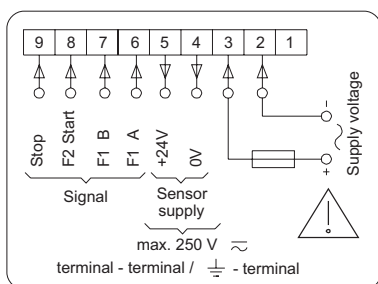 9 8 7 6 5 4 3 2 1
Stop
F2 Start
F1 B
F1 A
+24V
0V
-
+
Supply voltage
Signal
Sensor
supply
max. 250 V
terminal - terminal / - terminal